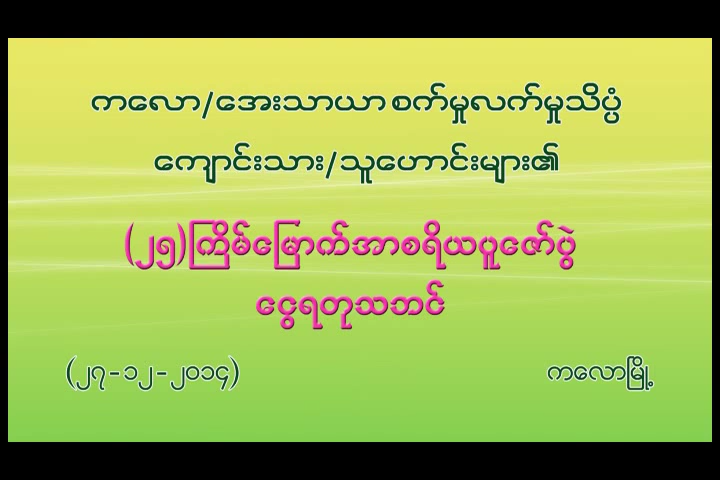 ကလော/အေးသာယာ စက်မှုလက်မှုသိပ္ပံ
ကျောင်းသား/သူဟောင်းများ၏
(၂၅)ကြိမ်မြောက်အာစရိယပူဇော်ပွဲ
ငွေရတုသဘင်
(၂၇-၁၂-၂၀၁၄)
ကလောမြို့